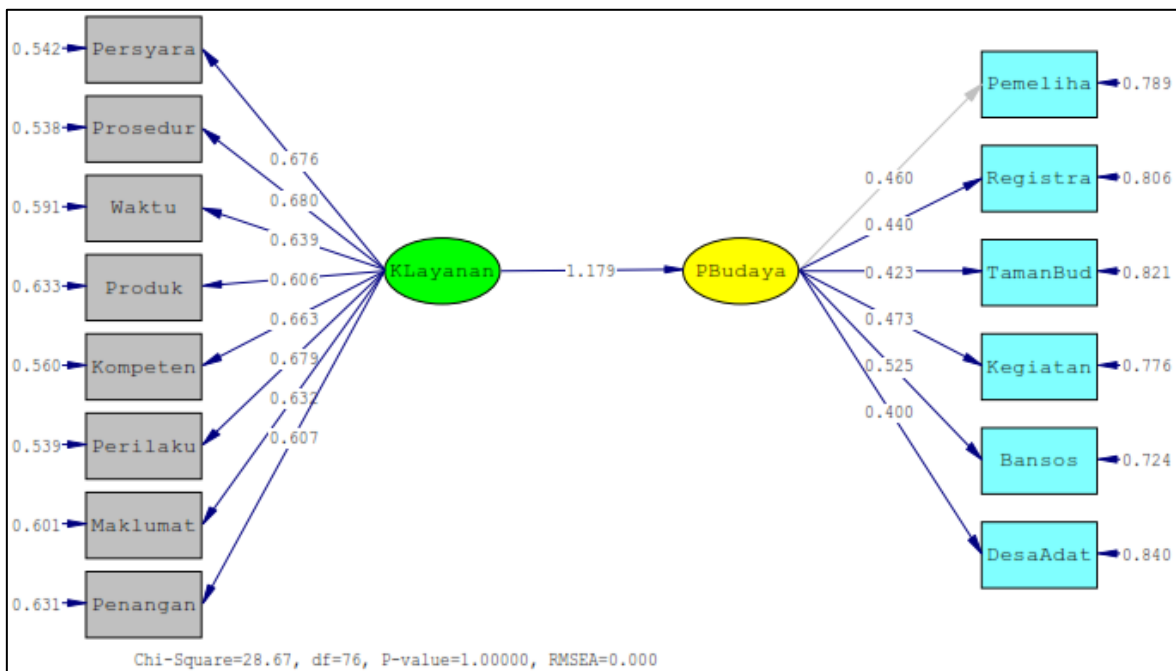 0.542 Persyara
0.538 Prosedur
0.591 Waktu
0.633 Produk
0.560 Kompeten
0.539 Perilaku
0.601 Maklumat
0.631 Penangan
0.676
0.680
0.639
0.606
0.663
0.679
0.632
0.607
KLayanan
1.179
PBudaya
0.460
0.440
0.423
0.473
0.525
0.400
Pemeliha 0.789
Registra 0.806
TamanBud 0.821
Kegiatan 0.776
Bansos 0.724
DesaAdat 0.840
Chi-Square=28.67, df=76, P-value=1.00000, RMSEA=0.000